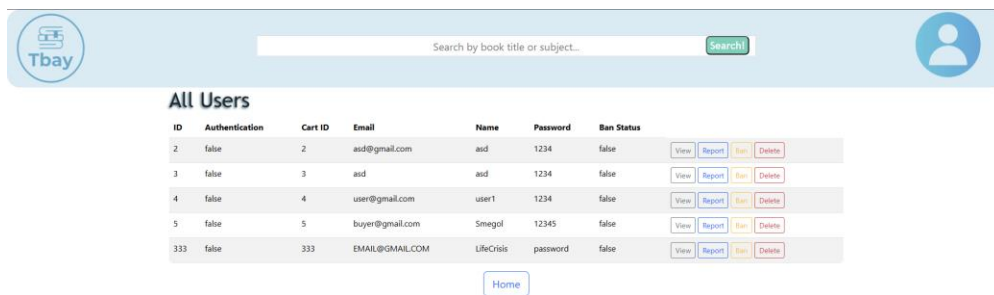 Tbay
Search by book title or subject...
Search!
All Users
ID Authentication Cart ID Email Name Password Ban Status
2 false 2 asd@gmail.com asd 1234 false View Report Ban Delete
3 false 3 asd asd 1234 false View Report Ban Delete
4 false 4 user@gmail.com user1 1234 false View Report Ban Delete
5 false 5 buyer@gmail.com Smegol 12345 false View Report Ban Delete
333 false 333 EMAIL@GMAIL.COM LifeCrisis password false View Report Ban Delete
Home